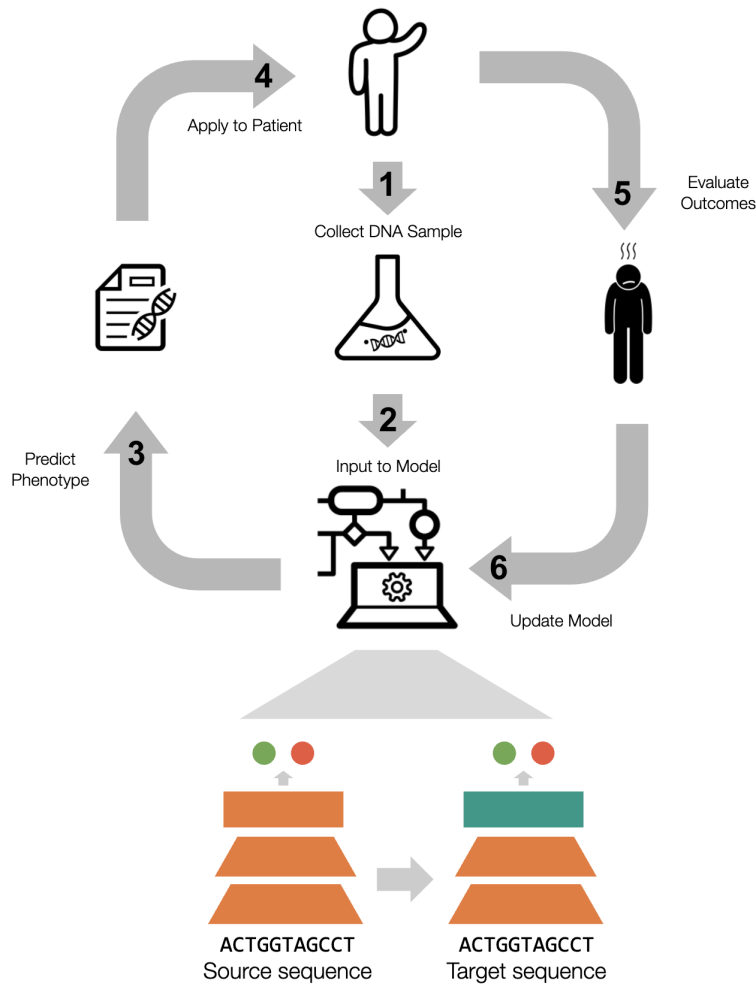 4
Apply to Patient
1
Collect DNA Sample
5
Evaluate
Outcomes
2
Input to Model
3
Predict
Phenotype
6
Update Model
ACTGGTAGCCT
Source sequence
ACTGGTAGCCT
Target sequence